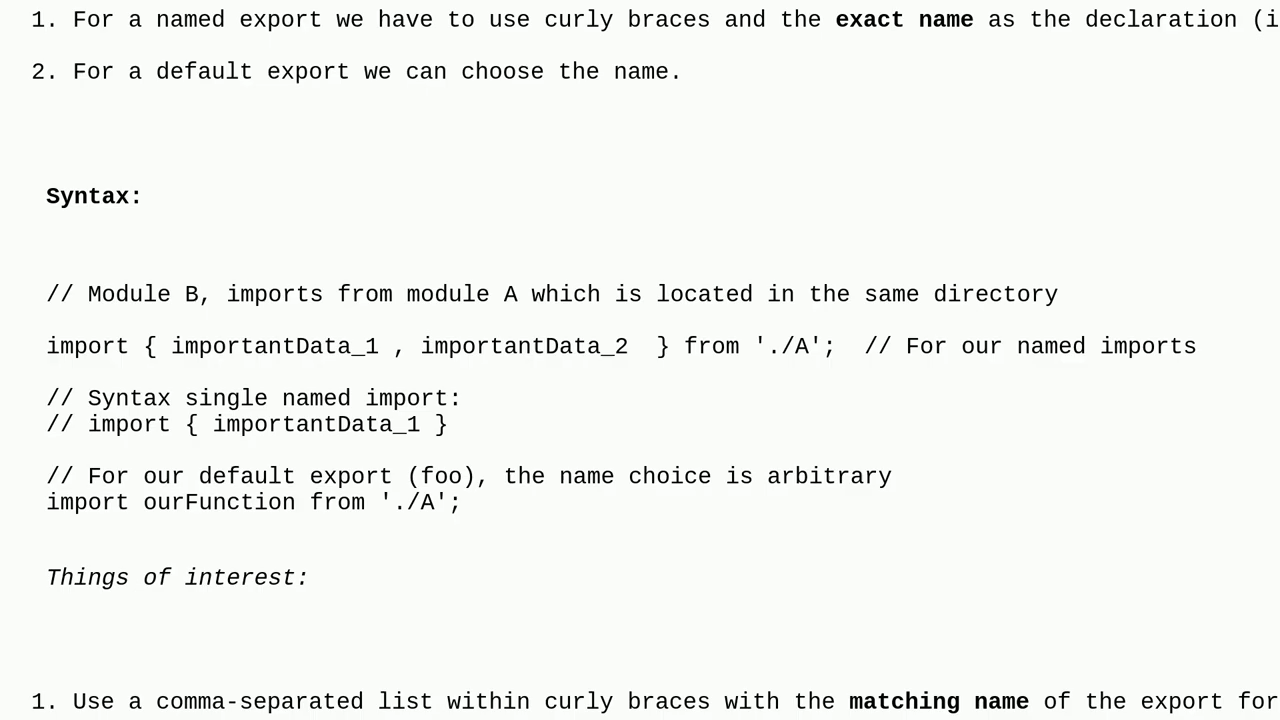 1. For a named export we have to use curly braces and the exact name as the declaration (i
2. For a default export we can choose the name.
Syntax:
// Module B, imports from module A which is located in the same directory
import { importantData_1 , importantData_2  } from './A';  // For our named imports
// Syntax single named import:
// import { importantData_1 }
// For our default export (foo), the name choice is arbitrary
import ourFunction from './A';
Things of interest:
1. Use a comma-separated list within curly braces with the matching name of the export for